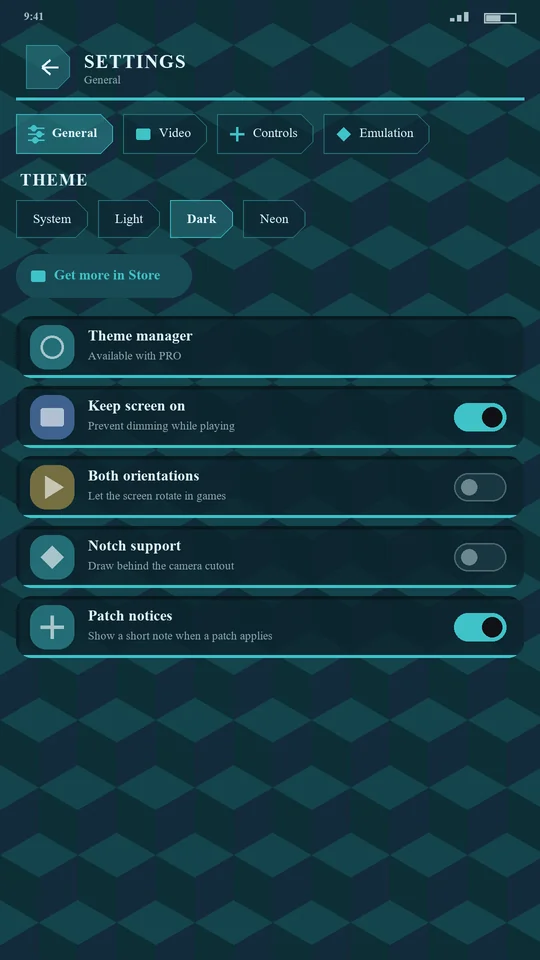 9:41
SETTINGS
General
General
Video
Controls
Emulation
THEME
System
Light
Dark
Neon
Get more in Store
Theme manager
Available with PRO
Keep screen on
Prevent dimming while playing
Both orientations
Let the screen rotate in games
Notch support
Draw behind the camera cutout
Patch notices
Show a short note when a patch applies